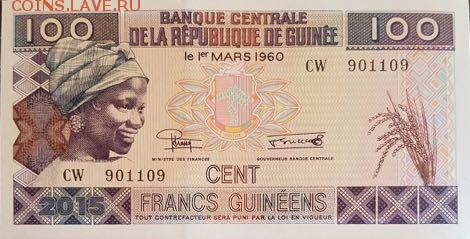 COINS.ЛАВЕ.RU
100
BANQUE CENTRALE
100
DE LA RÉPUBLIQUE DE GUINÉE
le 1er MARS 1960
CW 901109
CW 901109
MINISTRE DES FINANCES
GOUVERNEUR BANQUE CENTRALE
CENT
2015
FRANCS GUINÉENS
TOUT CONTREFACTEUR SERA PUNI PAR LA LOI EN VIGUEUR